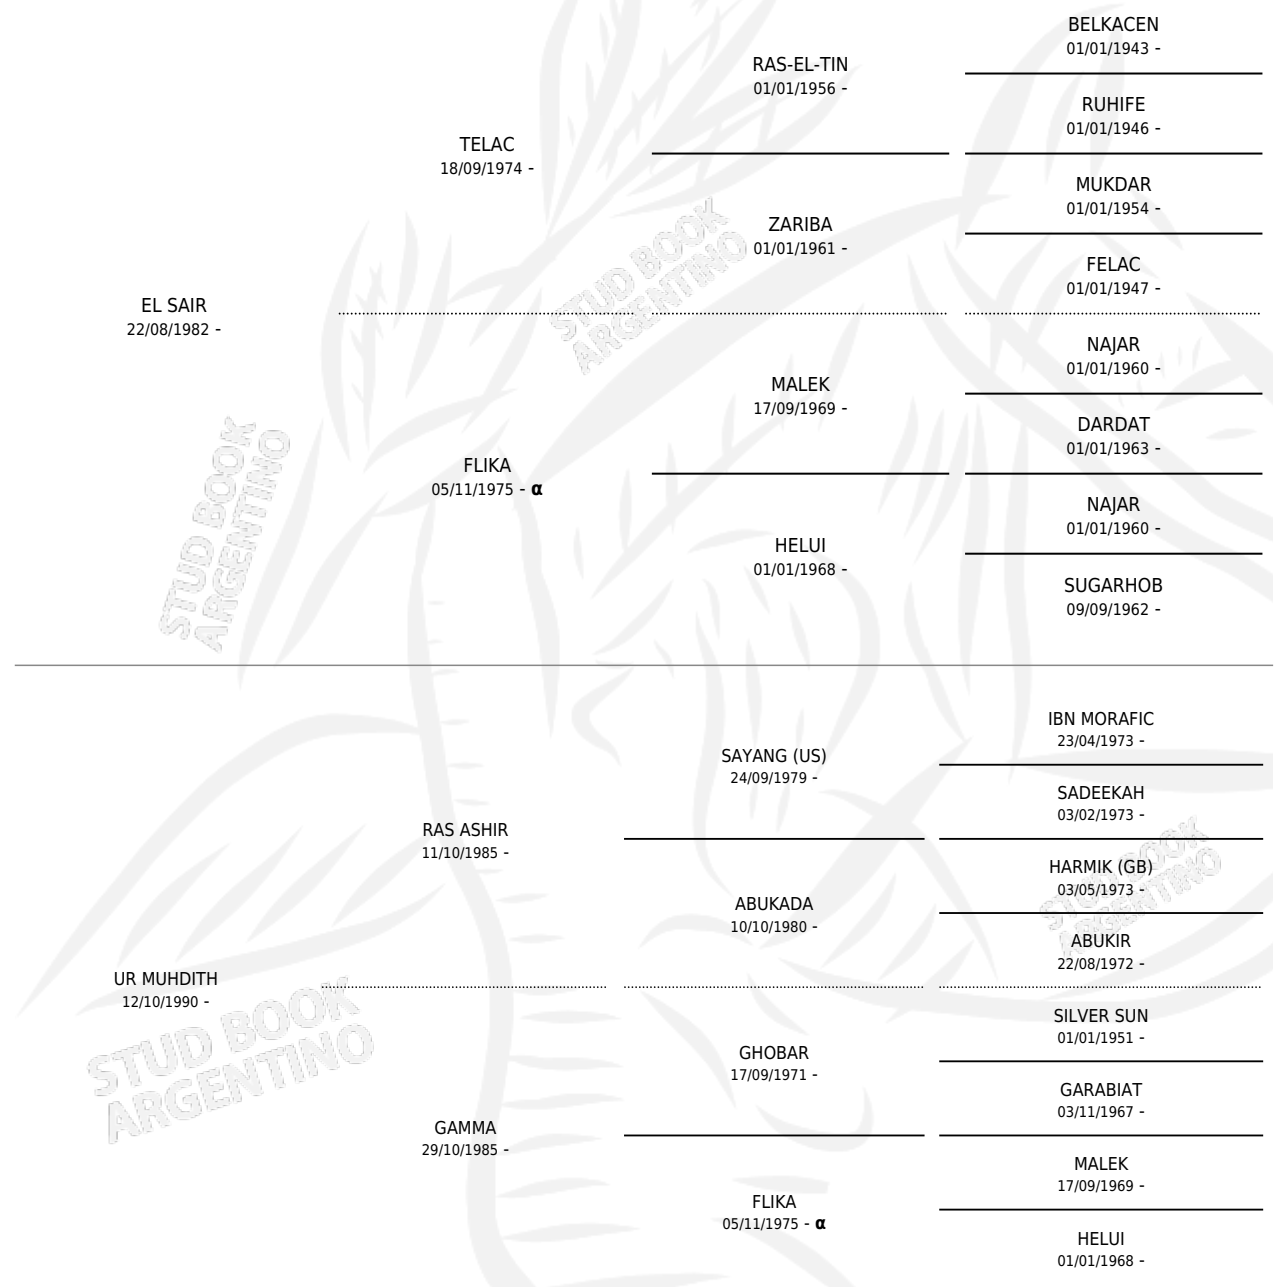 BELKACEN
01/01/1943 -
RAS-EL-TIN
01/01/1956 -
RUHIFE
01/01/1946 -
TELAC
18/09/1974 -
MUKDAR
01/01/1954 -
ZARIBA
01/01/1961 -
FELAC
01/01/1947 -
EL SAIR
22/08/1982 -
NAJAR
01/01/1960 -
MALEK
17/09/1969 -
DARDAT
01/01/1963 -
FLIKA
05/11/1975 - α
NAJAR
01/01/1960 -
HELUI
01/01/1968 -
SUGARHOB
09/09/1962 -
STUD BOOK
ARGENTINO
STUD BOOK
ARGENTINO
IBN MORAFIC
23/04/1973 -
SAYANG (US)
24/09/1979 -
SADEEKAH
03/02/1973 -
RAS ASHIR
11/10/1985 -
HARMIK (GB)
03/05/1973 -
ABUKADA
10/10/1980 -
ABUKIR
22/08/1972 -
UR MUHDITH
12/10/1990 -
SILVER SUN
01/01/1951 -
GHOBAR
17/09/1971 -
GARABIAT
03/11/1967 -
GAMMA
29/10/1985 -
MALEK
17/09/1969 -
FLIKA
05/11/1975 - α
HELUI
01/01/1968 -
STUD BOOK
ARGENTINO
STUD BOOK
ARGENTINO